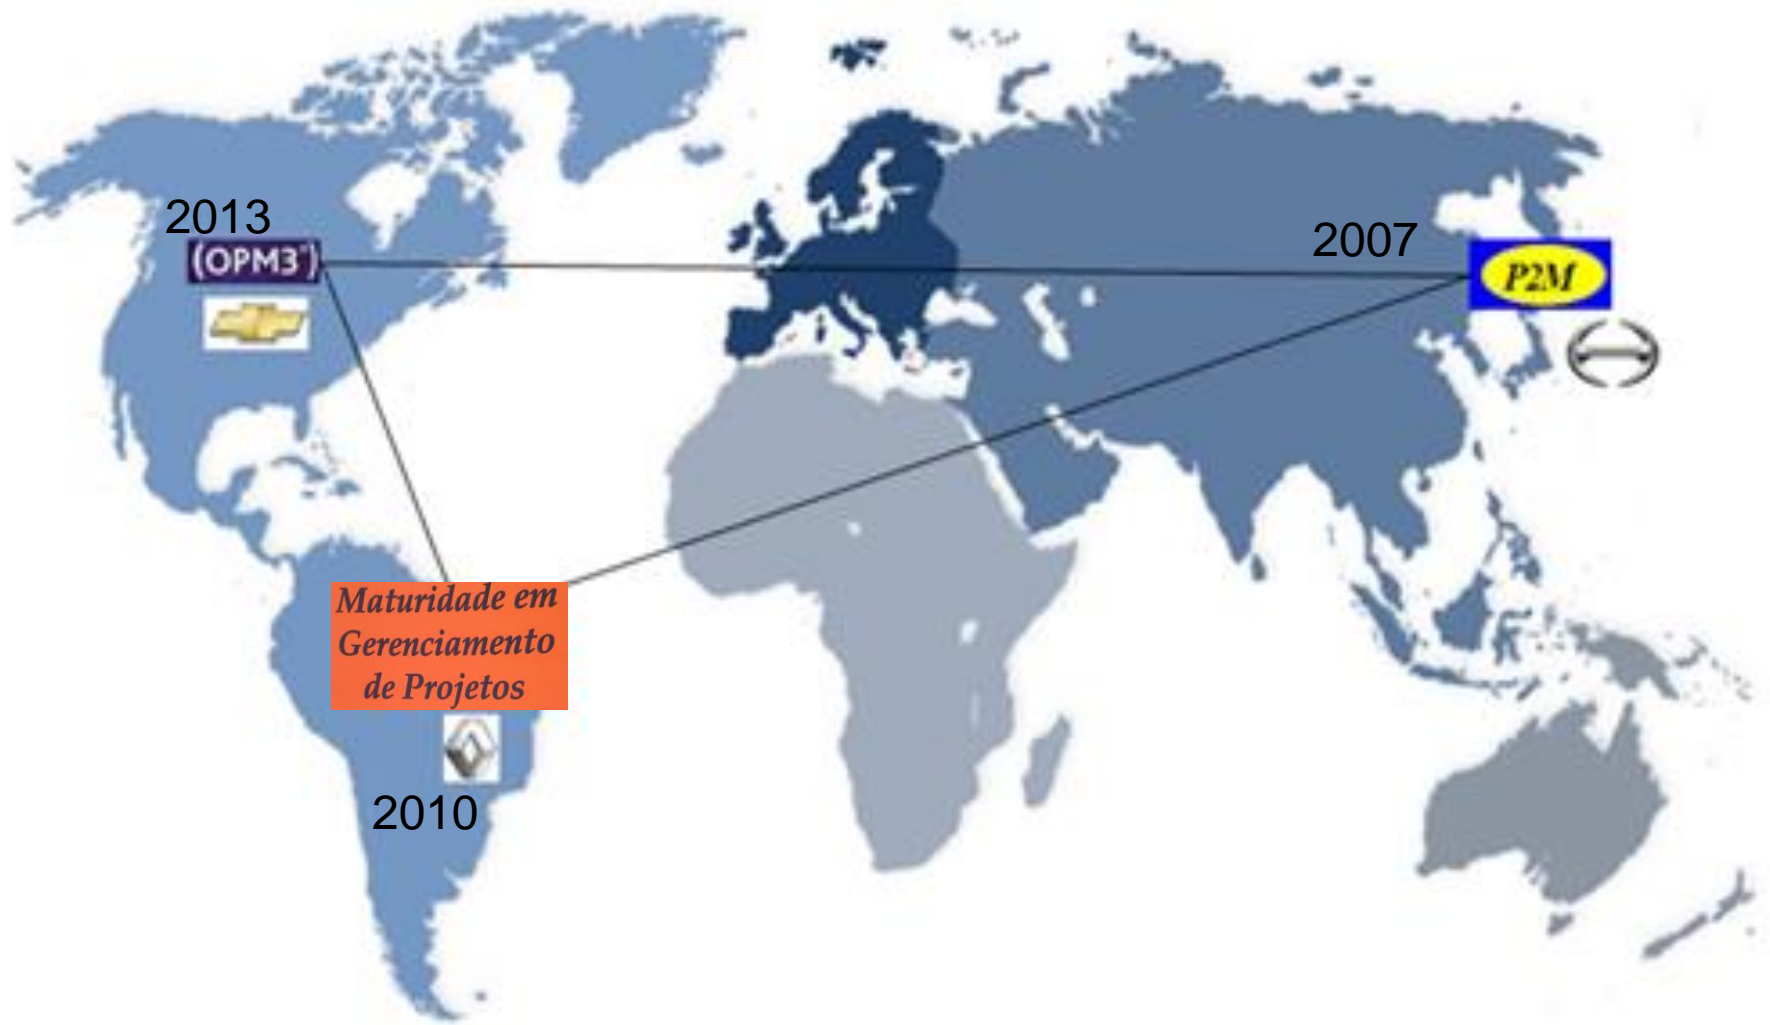 2013
(OPM3®)
2007
P2M
Maturidade em
Gerenciamento
de Projetos
2010